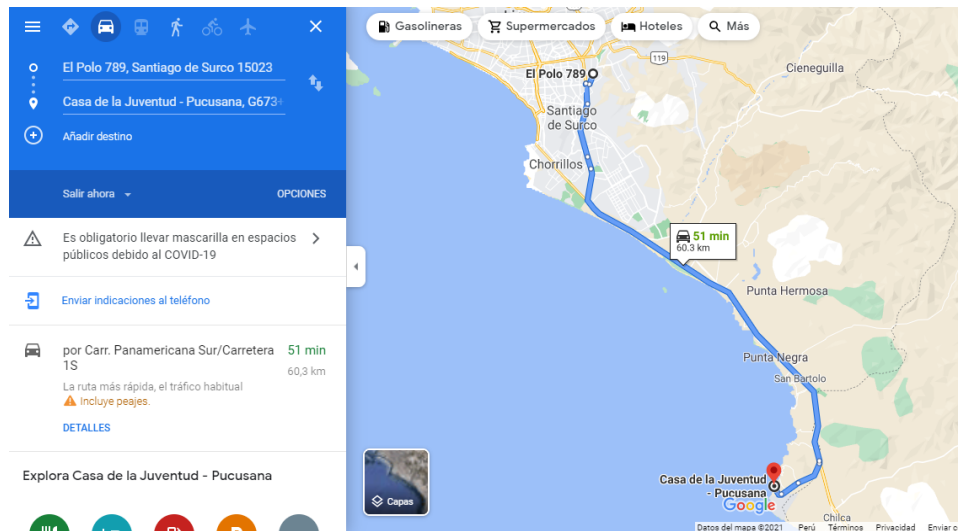 El Polo 789, Santiago de Surco 15023
Casa de la Juventud - Pucusana, G673+
Añadir destino
Salir ahora
OPCIONES
Es obligatorio llevar mascarilla en espacios
públicos debido al COVID-19
Enviar indicaciones al teléfono
por Carr. Panamericana Sur/Carretera
1S
51 min
60,3 km
La ruta más rápida, el tráfico habitual
Incluye peajes.
DETALLES
Explora Casa de la Juventud - Pucusana
Gasolineras
Supermercados
Hoteles
Más
119
El Polo 789
Cieneguilla
Santiago
de Surco
Chorrillos
51 min
60.3 km
Punta Hermosa
Punta Negra
San Bartolo
Casa de la Juventud
- Pucusana
Google
Chilca
Capas
Datos del mapa ©2021
Perú
Términos
Privacidad
Enviar c